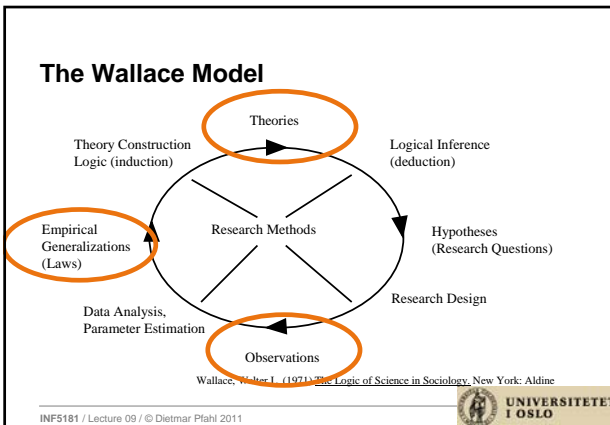 The Wallace Model
Theories
Theory Construction
Logic (induction)
Logical Inference
(deduction)
Empirical
Generalizations
(Laws)
Research Methods
Hypotheses
(Research Questions)
Data Analysis,
Parameter Estimation
Research Design
Observations
Wallace, Walter L. (1971) The Logic of Science in Sociology. New York: Aldine
INF5181 / Lecture 09 / © Dietmar Pfahl 2011
UNIVERSITETET
I OSLO